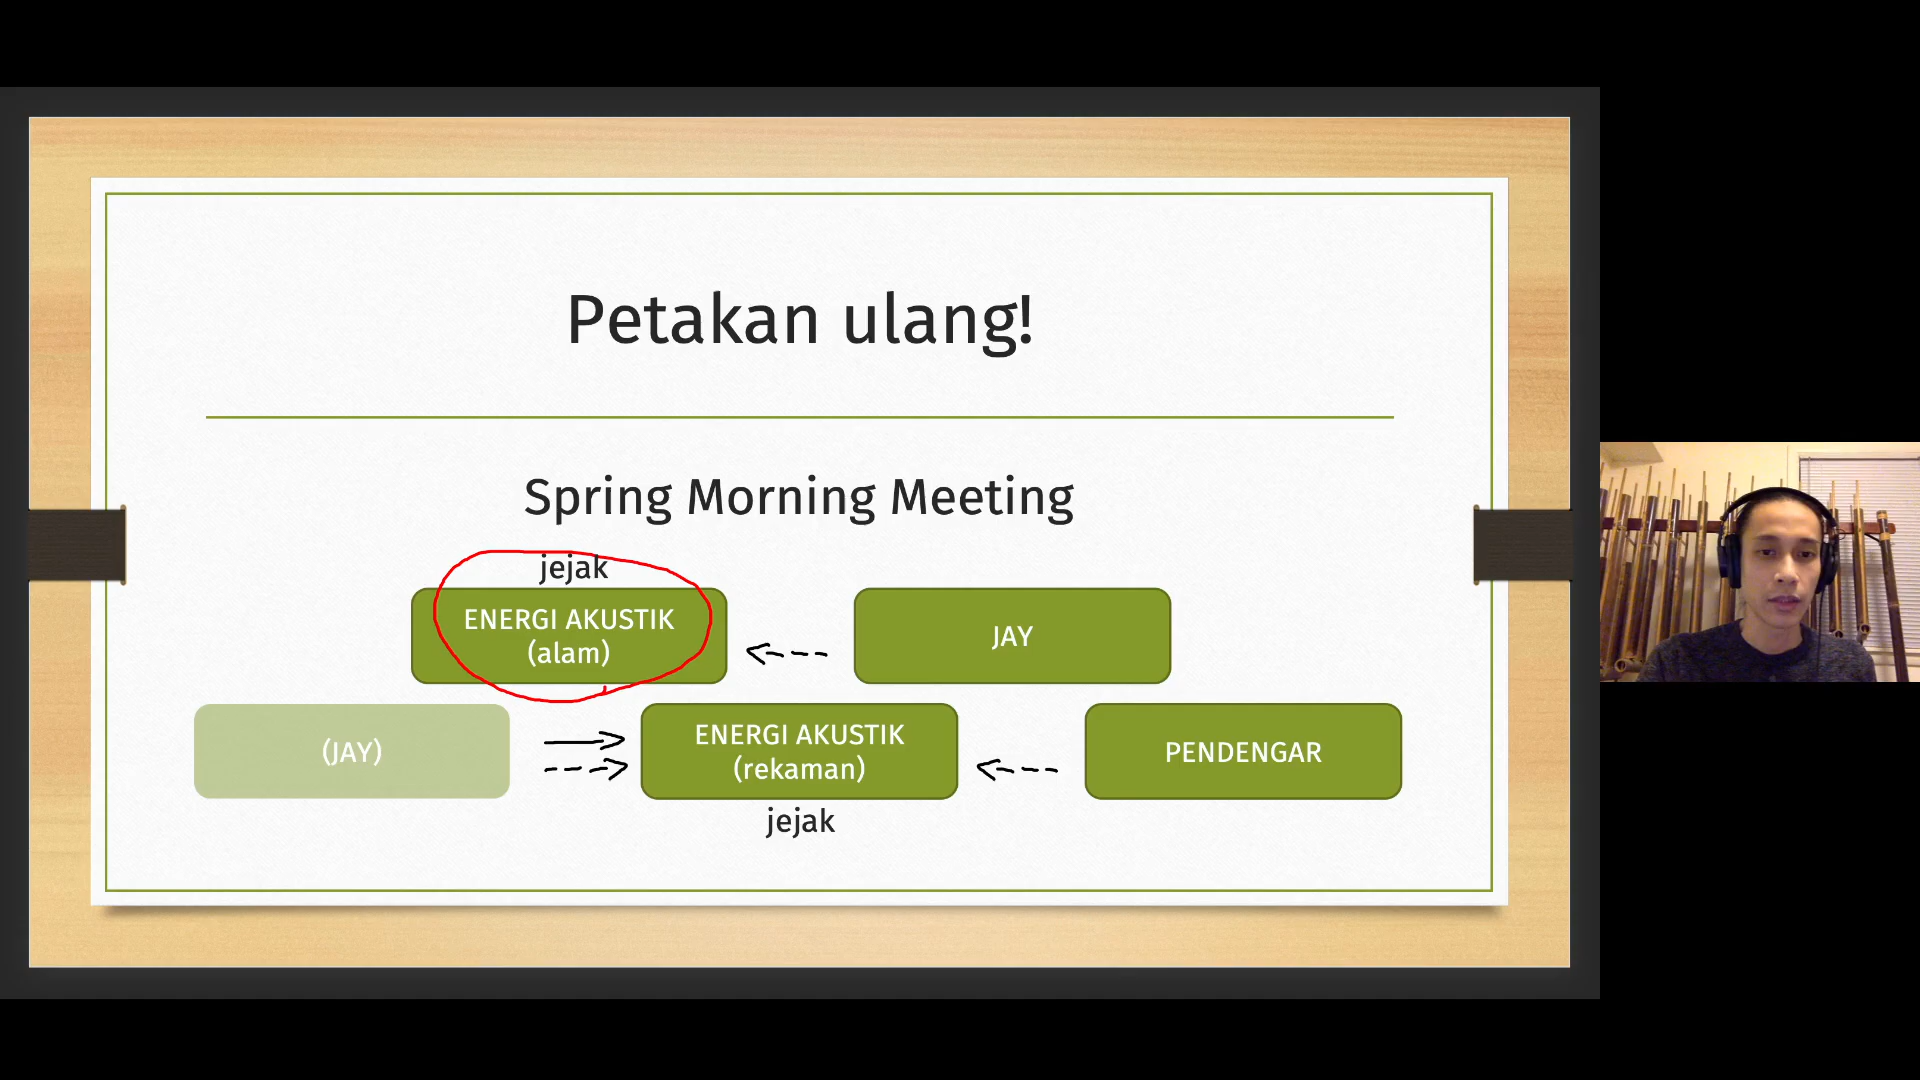 Petakan ulang!
Spring Morning Meeting
jejak
ENERGI AKUSTIK
(alam)
JAY
(JAY)
ENERGI AKUSTIK
(rekaman)
PENDENGAR
jejak